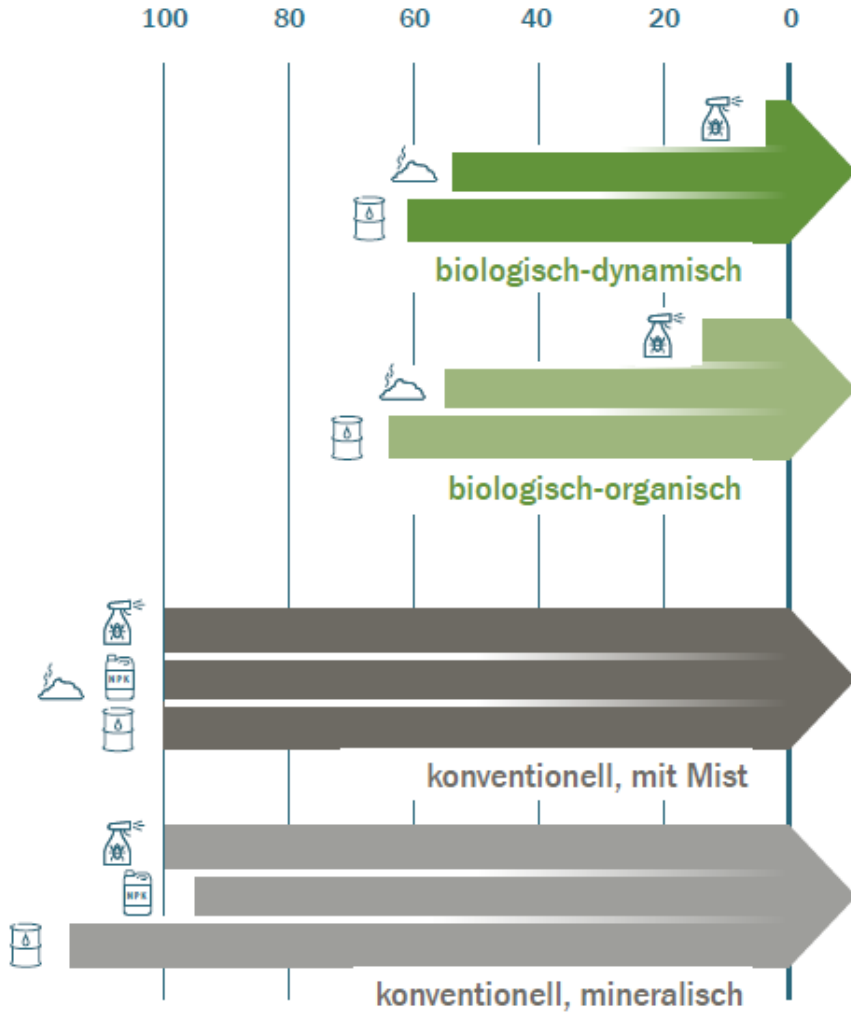 100 80 60 40 20 0
biologisch-dynamisch
biologisch-organisch
NPK
konventionell, mit Mist
NPK
konventionell, mineralisch